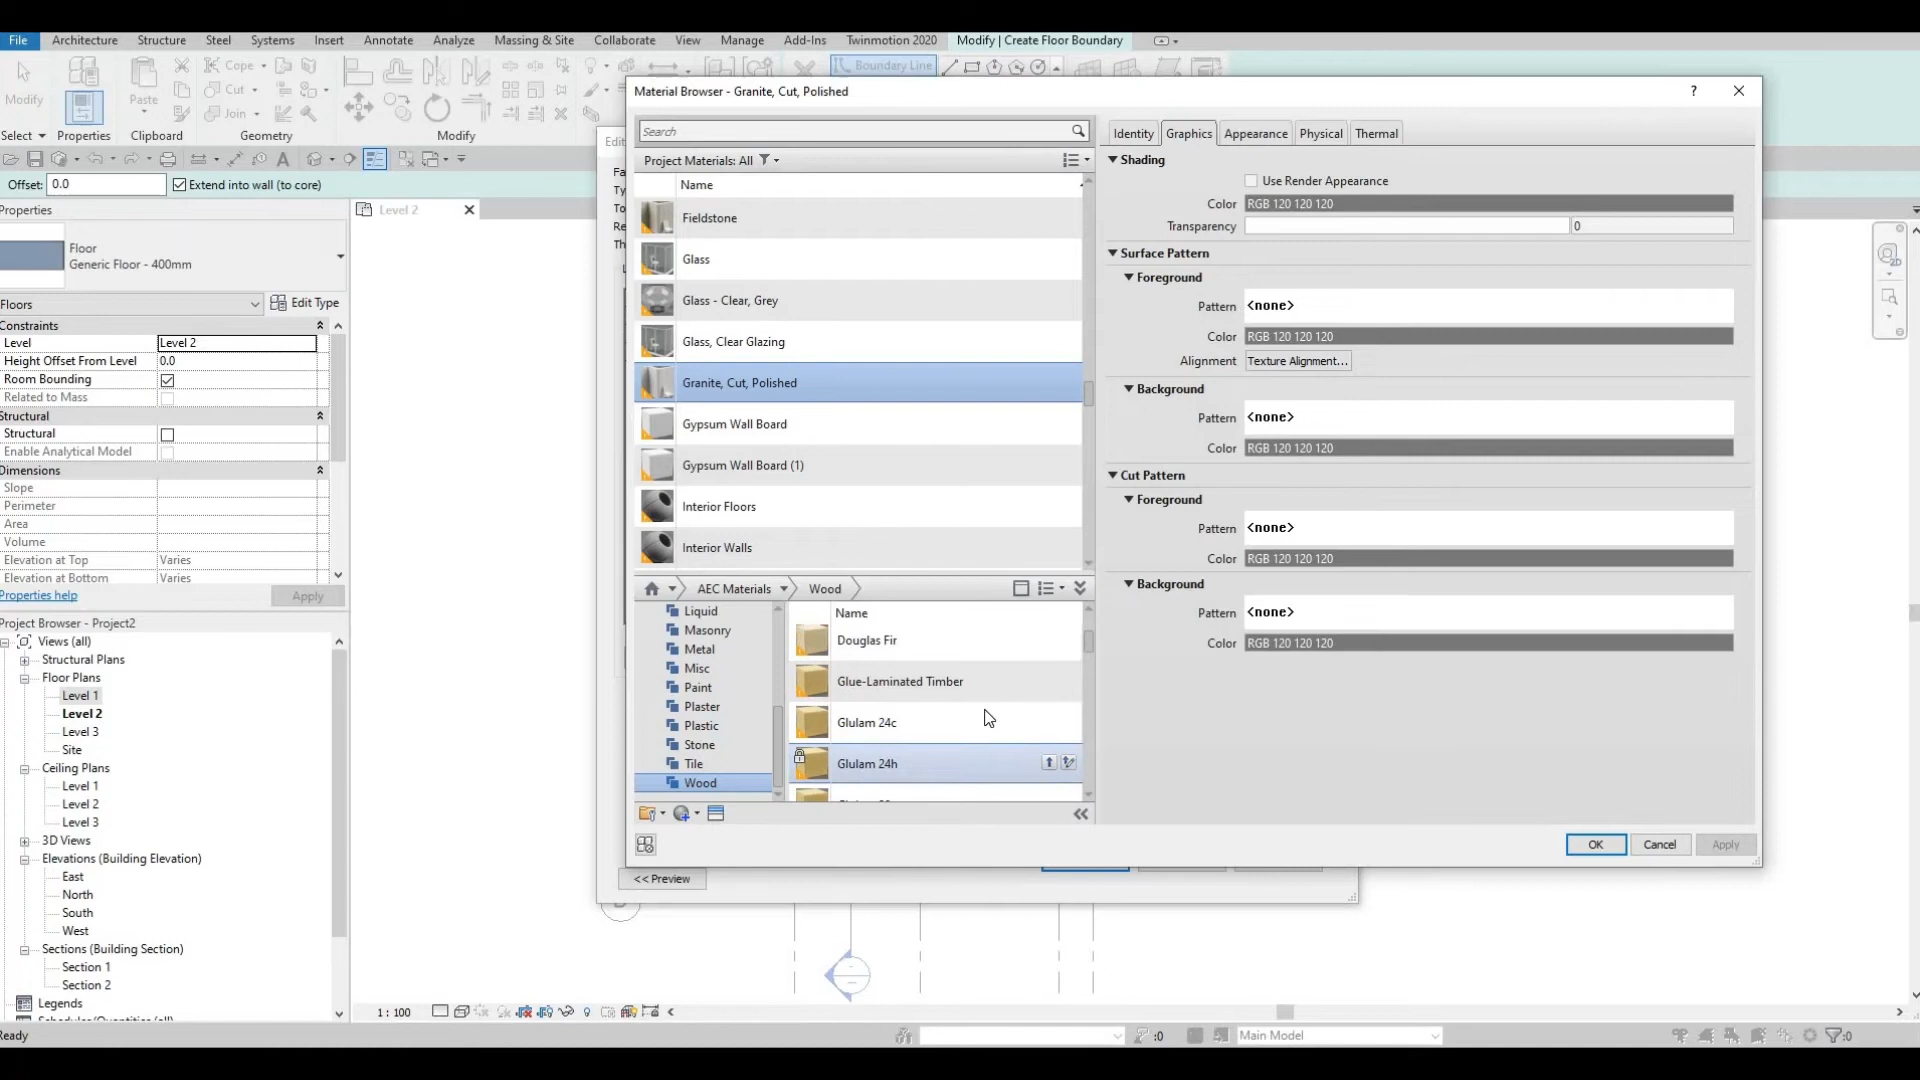 File Architecture Structure Steel Systems Insert Annotate Analyze Massing & Site Collaborate View Manage Add-Ins Twinmotion 2020 Modify | Create Floor Boundary
Cope
Boundary Line
Modify
Cut
Paste
Join
Select Properties Clipboard Geometry Modify
Offset: 0.0 Extend into wall (to core)
Properties
Level 2
Floor
Generic Floor - 400mm
Floors
Edit Type
Constraints
Level Level 2
Height Offset From Level 0.0
Room Bounding
Related to Mass
Structural
Structural
Enable Analytical Model
Dimensions
Slope
Perimeter
Area
Volume
Elevation at Top Varies
Elevation at Bottom Varies
Properties help
Apply
Project Browser - Project2
Views (all)
Structural Plans
Floor Plans
Level 1
Level 2
Level 3
Site
Ceiling Plans
Level 1
Level 2
Level 3
3D Views
Elevations (Building Elevation)
East
North
South
West
Sections (Building Section)
Section 1
Section 2
Legends
Schedules/Quantities (all)
Ready
Edi
Fa
Ty
To
Re
Th
<< Preview
Material Browser - Granite, Cut, Polished
?
Search
Project Materials: All
Name
Fieldstone
Glass
Glass - Clear, Grey
Glass, Clear Glazing
Granite, Cut, Polished
Gypsum Wall Board
Gypsum Wall Board (1)
Interior Floors
Interior Walls
AEC Materials Wood
Liquid
Masonry
Metal
Misc
Paint
Plaster
Plastic
Stone
Tile
Wood
Name
Douglas Fir
Glue-Laminated Timber
Glulam 24c
Glulam 24h
Identity Graphics Appearance Physical Thermal
Shading
Use Render Appearance
Color RGB 120 120 120
Transparency 0
Surface Pattern
Foreground
Pattern <none>
Color RGB 120 120 120
Alignment Texture Alignment...
Background
Pattern <none>
Color RGB 120 120 120
Cut Pattern
Foreground
Pattern <none>
Color RGB 120 120 120
Background
Pattern <none>
Color RGB 120 120 120
OK Cancel Apply
1 : 100
:0
Main Model
:0
2D